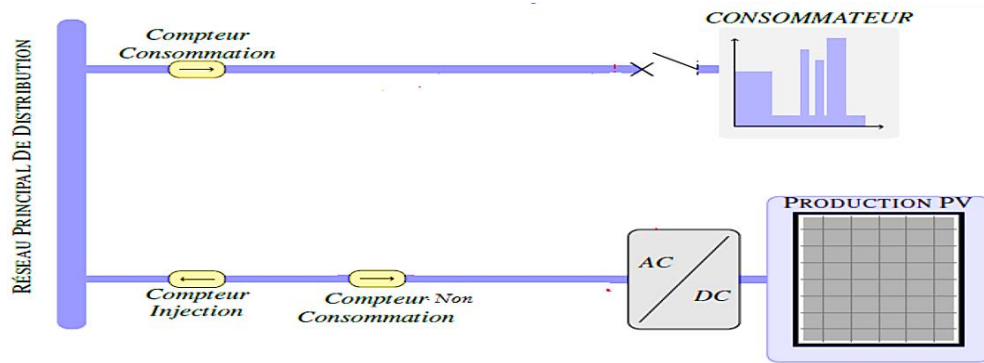 RÉSEAU PRINCIPAL DE DISTRIBUTION
Compteur
Consommation
CONSOMMATEUR
Compteur
Injection
Compteur Non
Consommation
AC
DC
PRODUCTION PV